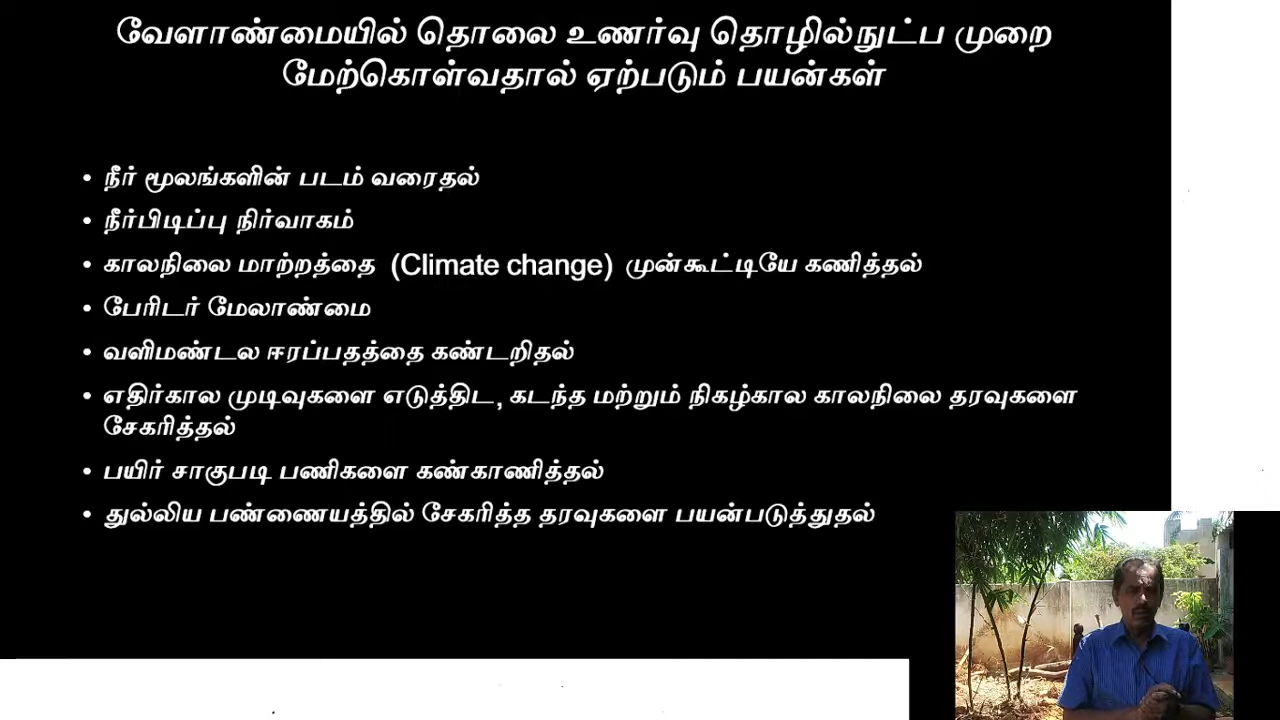 வேளாண்மையில் தொலை உணர்வு தொழில்நுட்ப முறை
மேற்கொள்வதால் ஏற்படும் பயன்கள்
• நீர் மூலங்களின் படம் வரைதல்
• நீர்பிடிப்பு நிர்வாகம்
• காலநிலை மாற்றத்தை (Climate change) முன்கூட்டியே கணித்தல்
• பேரிடர் மேலாண்மை
• வளிமண்டல ஈரப்பதத்தை கண்டறிதல்
• எதிர்கால முடிவுகளை எடுத்திட, கடந்த மற்றும் நிகழ்கால காலநிலை தரவுகளை
சேகரித்தல்
• பயிர் சாகுபடி பணிகளை கண்காணித்தல்
• துல்லிய பண்ணையத்தில் சேகரித்த தரவுகளை பயன்படுத்துதல்